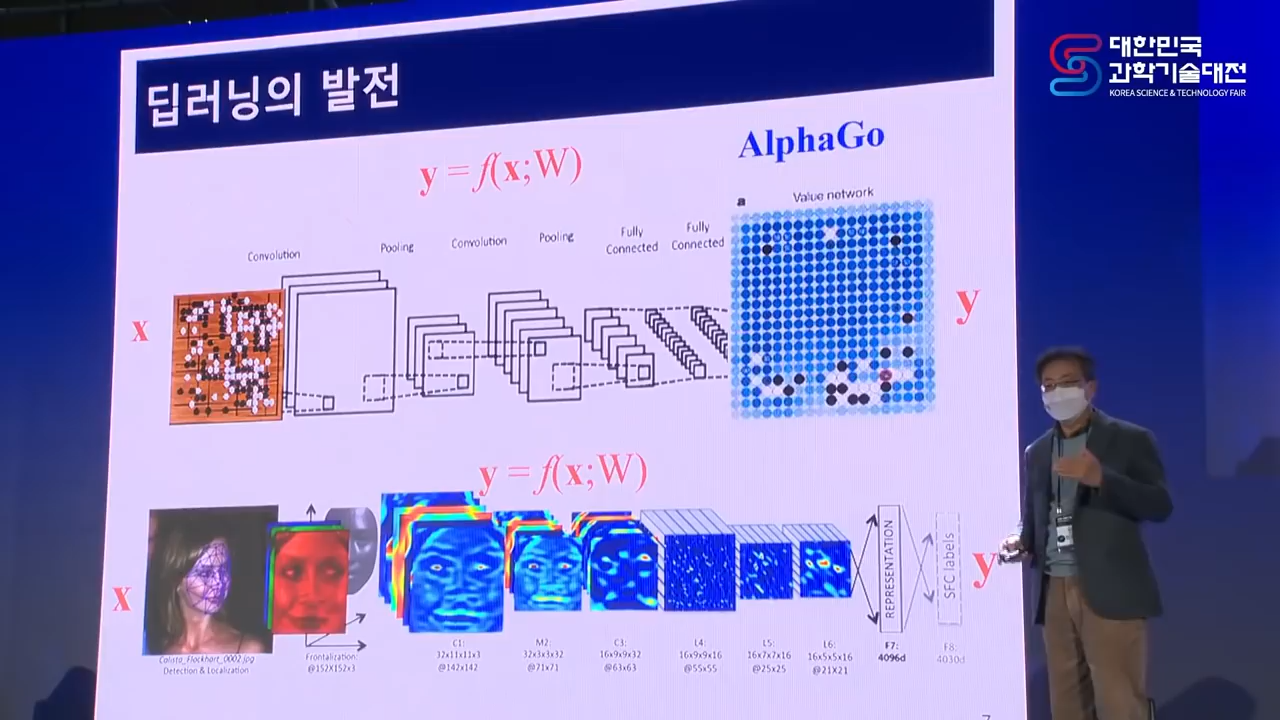 딥러닝의 발전
대한민국
과학기술대전
KOREA SCIENCE & TECHNOLOGY FAIR
AlphaGo
y = f(x;W)
a
Value network
Convolution
Pooling
Convolution
Pooling
Fully
Connected
Fully
Connected
x
y
y = f(x;W)
x
y
REPRESENTATION
SFC labels
Calista_Flockhart_0002.jpg
Detection & Localization
Frontalization:
@152X152x3
C1:
32x11x11x3
@142x142
M2:
32x3x3x32
@71x71
C3:
16x9x9x32
@63x63
L4:
16x9x9x16
@55x55
L5:
16x7x7x16
@25x25
L6:
16x5x5x16
@21X21
F7:
4096d
F8:
4030d
7